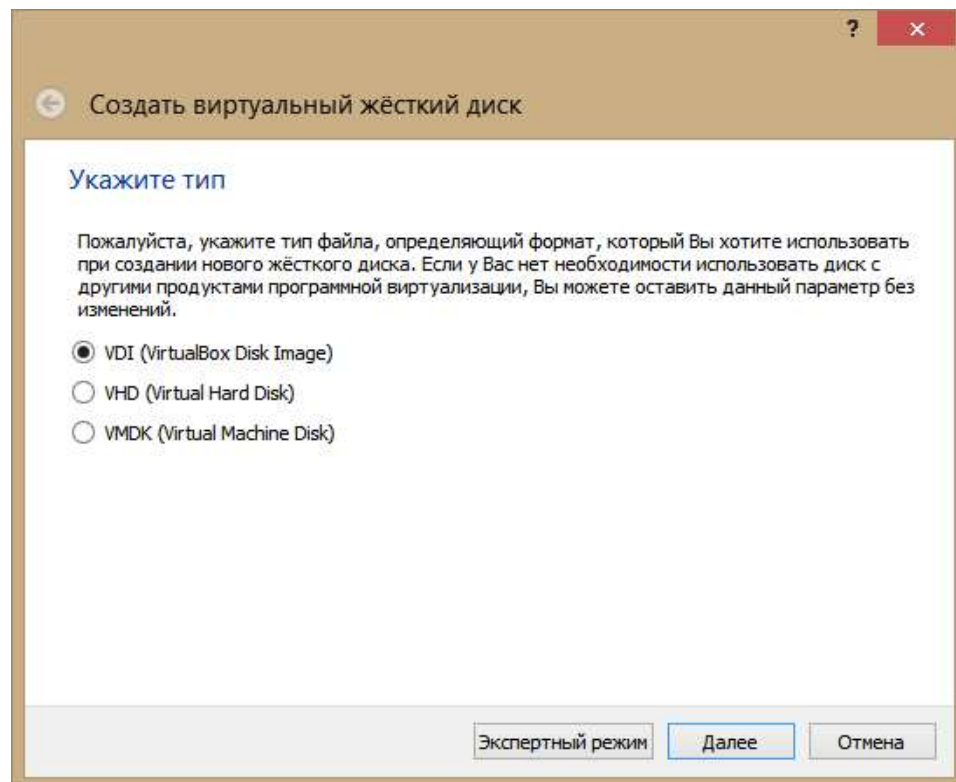 ?
Создать виртуальный жёсткий диск
Укажите тип
Пожалуйста, укажите тип файла, определяющий формат, который Вы хотите использовать
при создании нового жёсткого диска. Если у Вас нет необходимости использовать диск с
другими продуктами программной виртуализации, Вы можете оставить данный параметр без
изменений.
VDI (VirtualBox Disk Image)
VHD (Virtual Hard Disk)
VMDK (Virtual Machine Disk)
Экспертный режим Далее Отмена